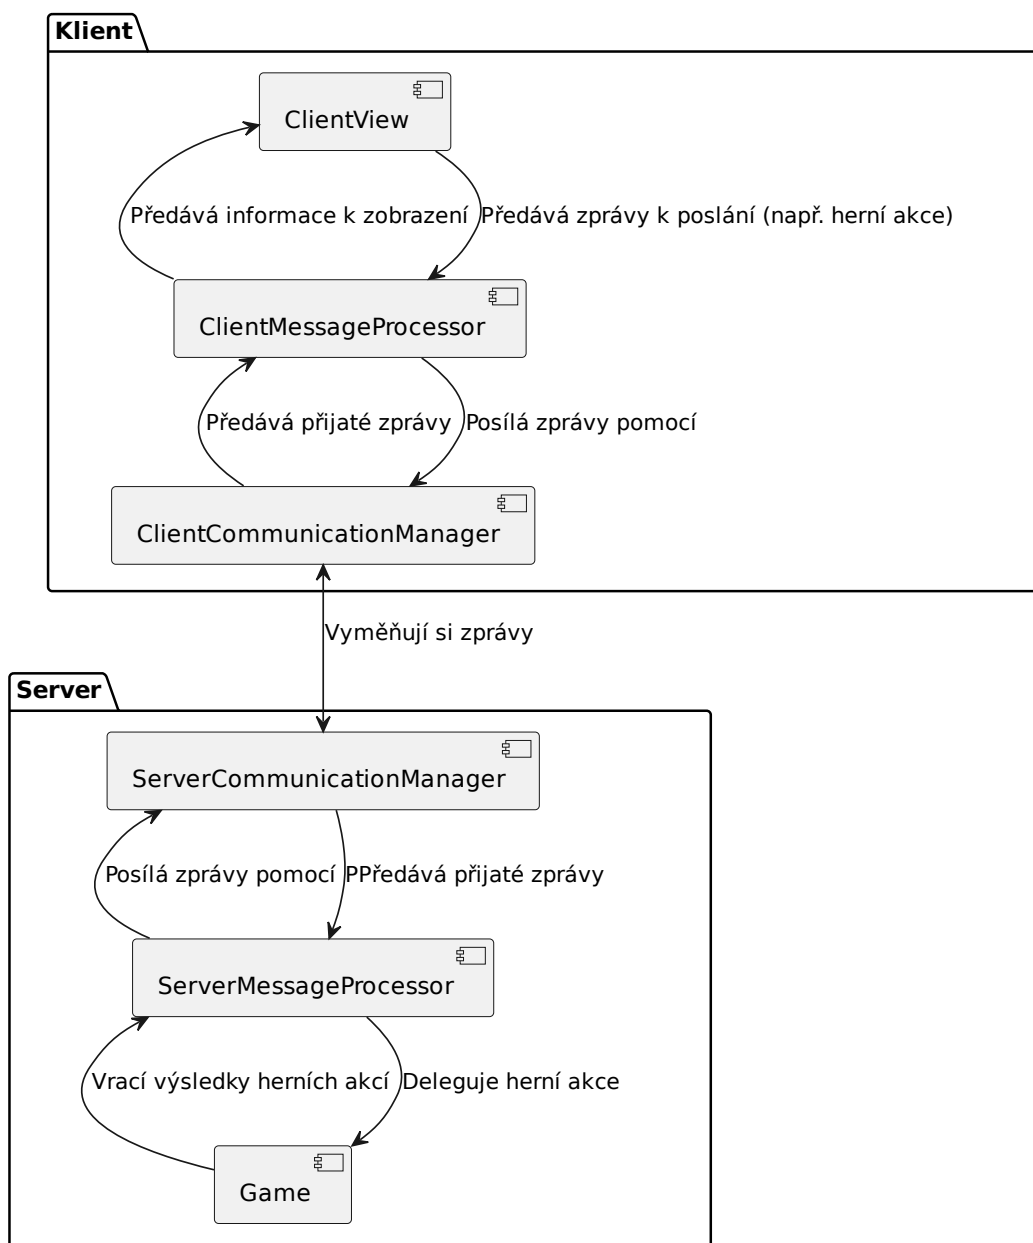 Klient
ClientView
Předává informace k zobrazení
Předává zprávy k poslání (např. herní akce)
ClientMessageProcessor
Předává přijaté zprávy
Posílá zprávy pomocí
ClientCommunicationManager
Vyměňují si zprávy
Server
ServerCommunicationManager
Posílá zprávy pomocí
PPředává přijaté zprávy
ServerMessageProcessor
Vrací výsledky herních akcí
Deleguje herní akce
Game